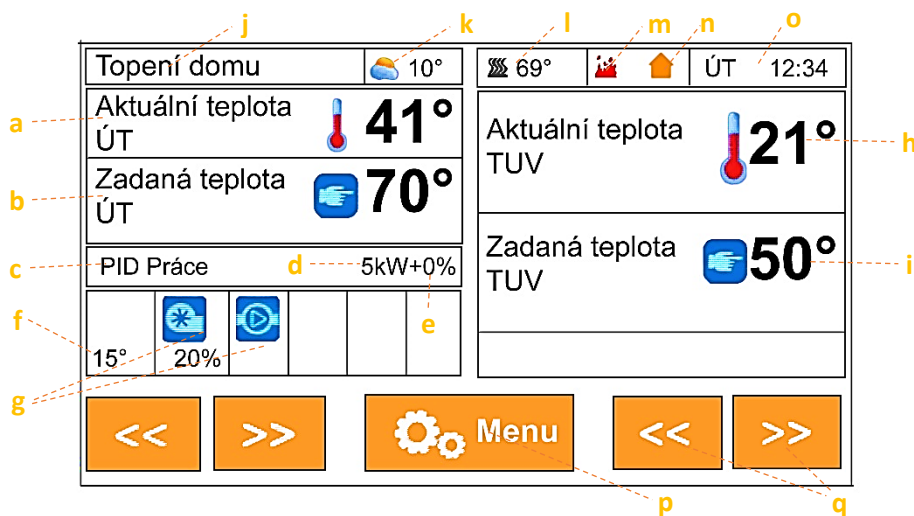 j k l m n o
Topení domu 10° 69° ÚT 12:34
a Aktuální teplota
ÚT
41°
Aktuální teplota
TUV
21° h
b Zadaná teplota
ÚT
70°
Zadaná teplota
TUV
50° i
c PID Práce d 5kW+0%
e
f 15° 20%
g
<< >> Menu << >>
p q